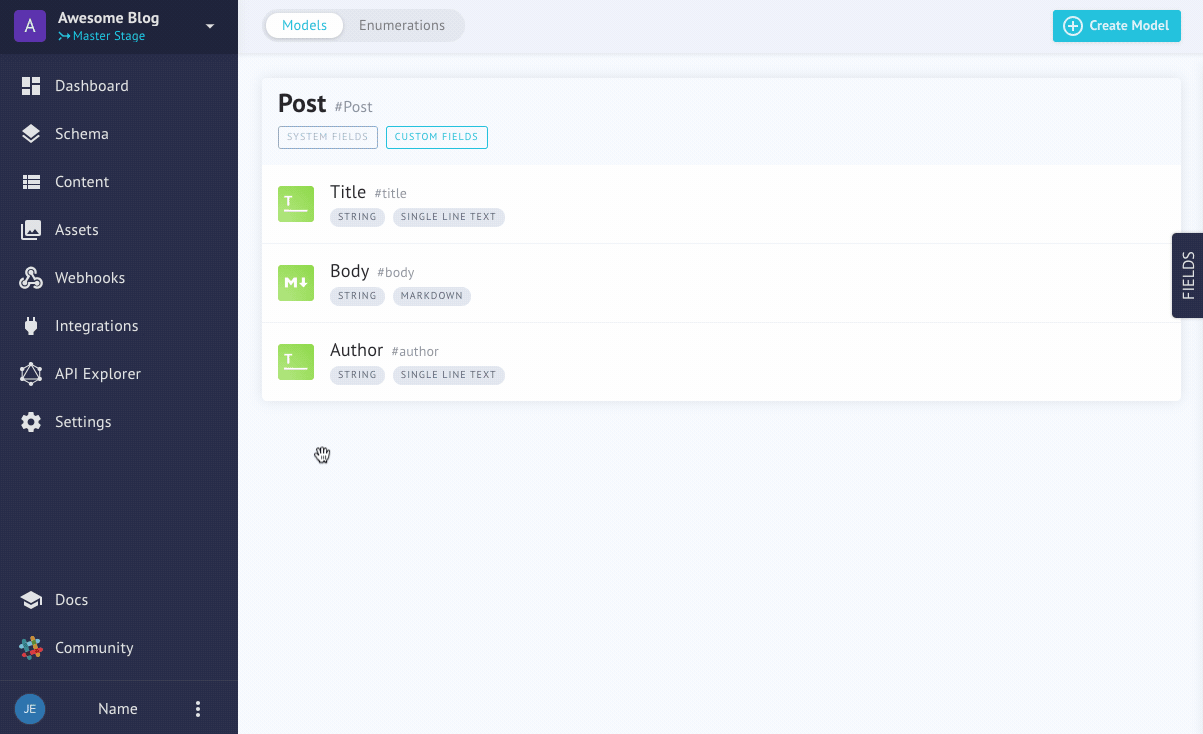 A
Awesome Blog
Master Stage
Dashboard
Schema
Content
Assets
Webhooks
Integrations
API Explorer
Settings
Docs
Community
JE
Name
Models Enumerations
Create Model
Post #Post
SYSTEM FIELDS CUSTOM FIELDS
T
Title #title
STRING SINGLE LINE TEXT
M
Body #body
STRING MARKDOWN
T
Author #author
STRING SINGLE LINE TEXT
FIELDS